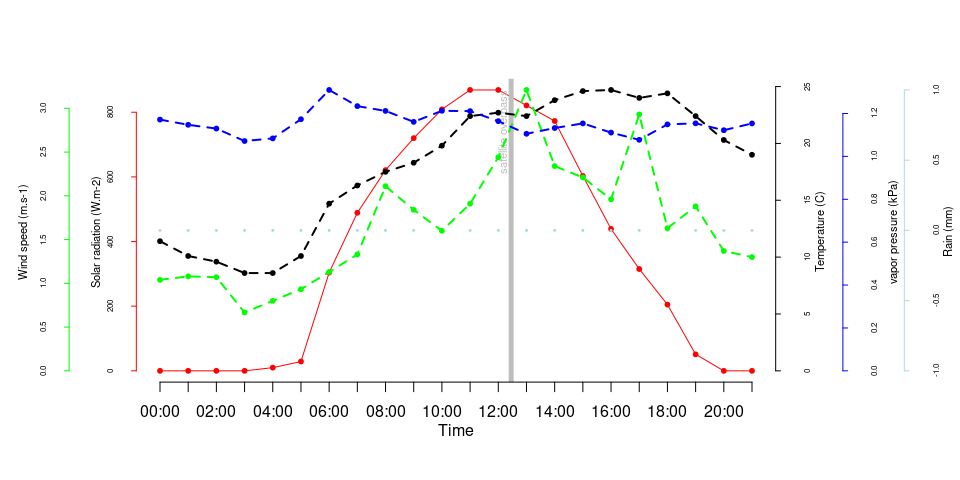 Wind speed (m.s-1)
0.0 0.5 1.0 1.5 2.0 2.5 3.0
Solar radiation (W.m-2)
0 200 400 600 800
satellite overpass
00:00 02:00 04:00 06:00 08:00 10:00 12:00 14:00 16:00 18:00 20:00
Time
0 5 10 15 20 25
Temperature (C)
0.0 0.2 0.4 0.6 0.8 1.0 1.2
vapor pressure (kPa)
-1.0 -0.5 0.0 0.5 1.0
Rain (mm)